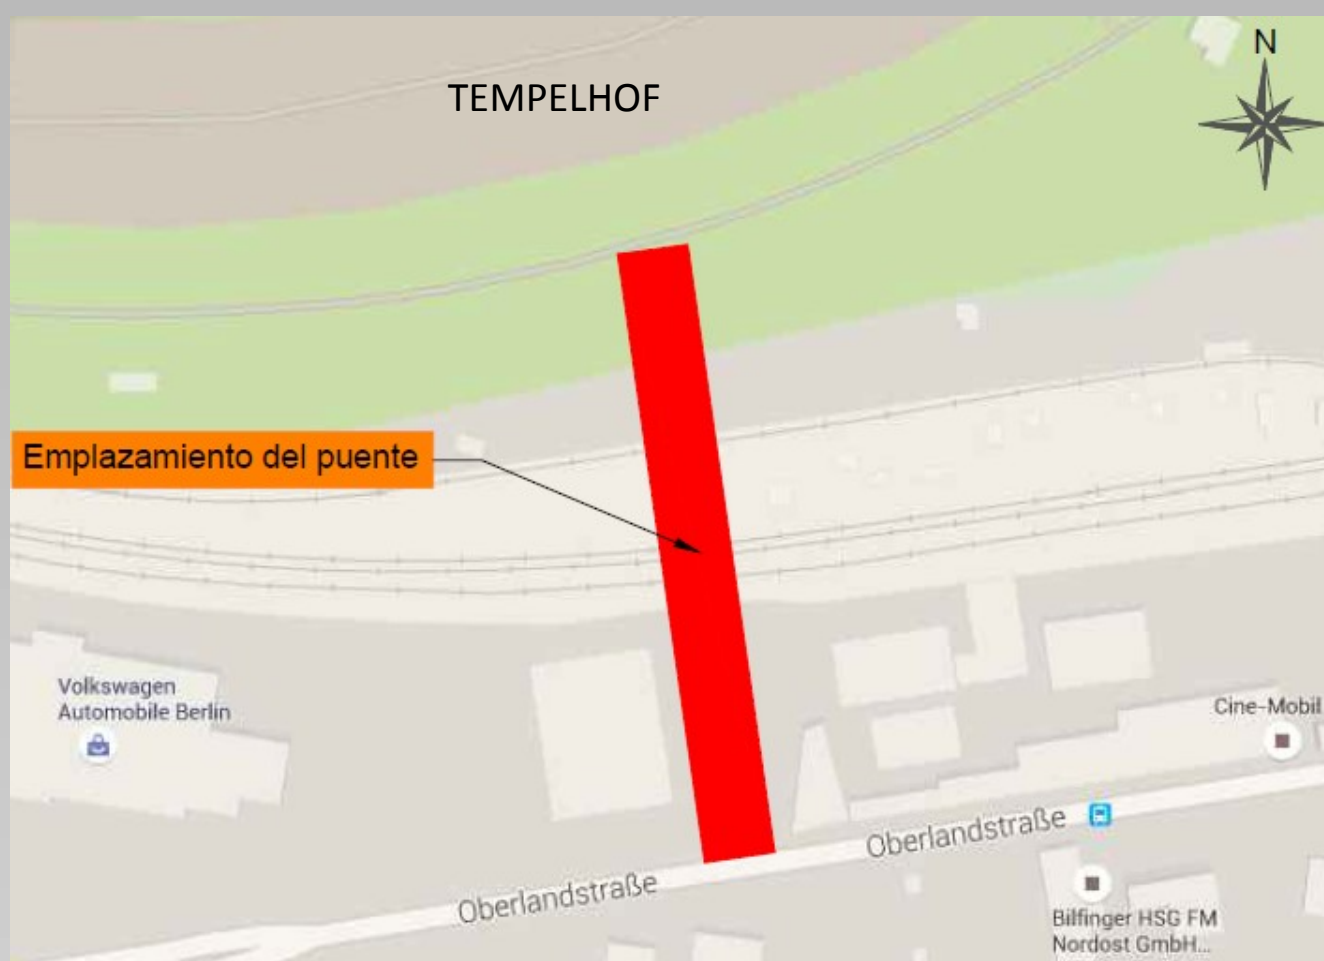 TEMPELHOF
N
Emplazamiento del puente
Volkswagen
Automobile Berlin
Cine-Mobil
Oberlandstraße
Oberlandstraße
Bilfinger HSG FM
Nordost GmbH...